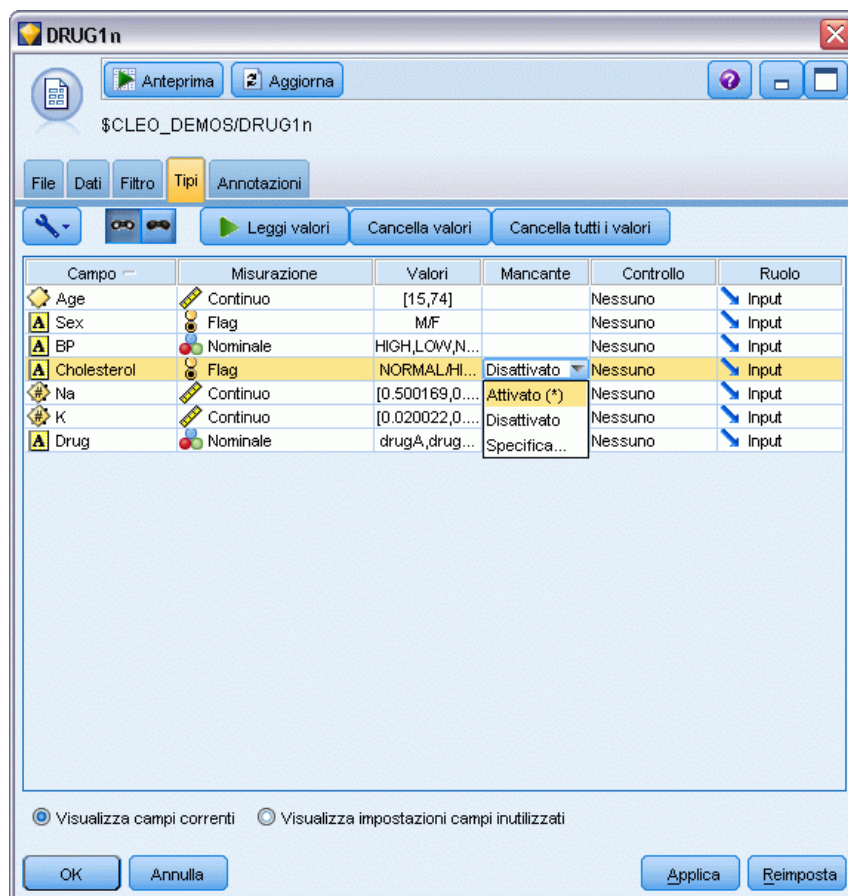 DRUG1n
Anteprima Aggiorna
$CLEO_DEMOS/DRUG1n
File Dati Filtro Tipi Annotazioni
Leggi valori Cancella valori Cancella tutti i valori
Campo Misurazione Valori Mancante Controllo Ruolo
Age Continuo [15,74] Nessuno Input
A Sex Flag M/F Nessuno Input
A BP Nominale HIGH,LOW,N... Nessuno Input
A Cholesterol Flag NORMAL/HI... Disattivato Nessuno Input
# Na Continuo [0.500169,0.... Attivato (*) Nessuno Input
# K Continuo [0.020022,0.... Disattivato Nessuno Input
A Drug Nominale drugA,drug... Specifica... Nessuno Input
Visualizza campi correnti Visualizza impostazioni campi inutilizzati
OK Annulla Applica Reimposta